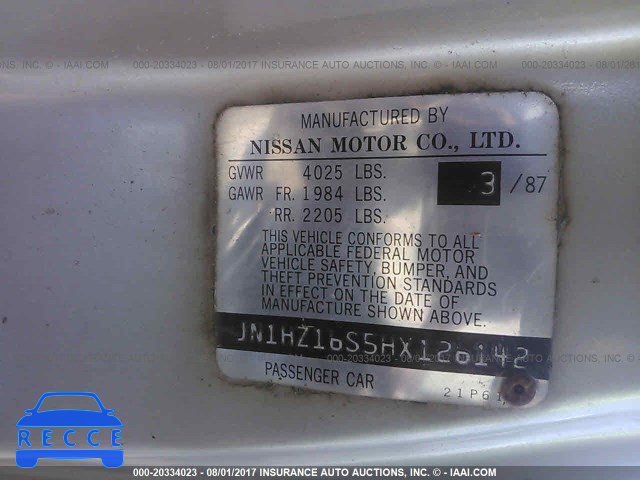 000-20334023 - 08/01/2017 INSURANCE AUTO AUCTIONS, INC. - © IAAI.COM
MANUFACTURED BY
NISSAN MOTOR CO., LTD.
GVWR 4025 LBS.
3 / 87
GAWR FR. 1984 LBS.
RR. 2205 LBS.
THIS VEHICLE CONFORMS TO ALL
APPLICABLE FEDERAL MOTOR
VEHICLE SAFETY, BUMPER, AND
THEFT PREVENTION STANDARDS
IN EFFECT ON THE DATE OF
MANUFACTURE SHOWN ABOVE.
JN1HZ16S5HX126142
PASSENGER CAR
21P61
RECCE
000-20334023 - 08/01/2017 INSURANCE AUTO AUCTIONS, INC. - © IAAI.COM